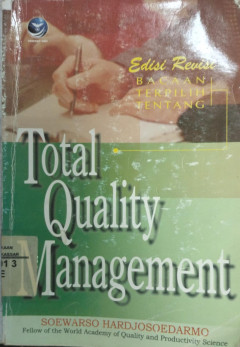 Edisi Revisi
BACAAN
TERPILIH
TENTANG
Total
Quality
Management
SOEWARSO HARDJOSOEDARMO
Fellow of the World Academy of Quality and Productivity Science